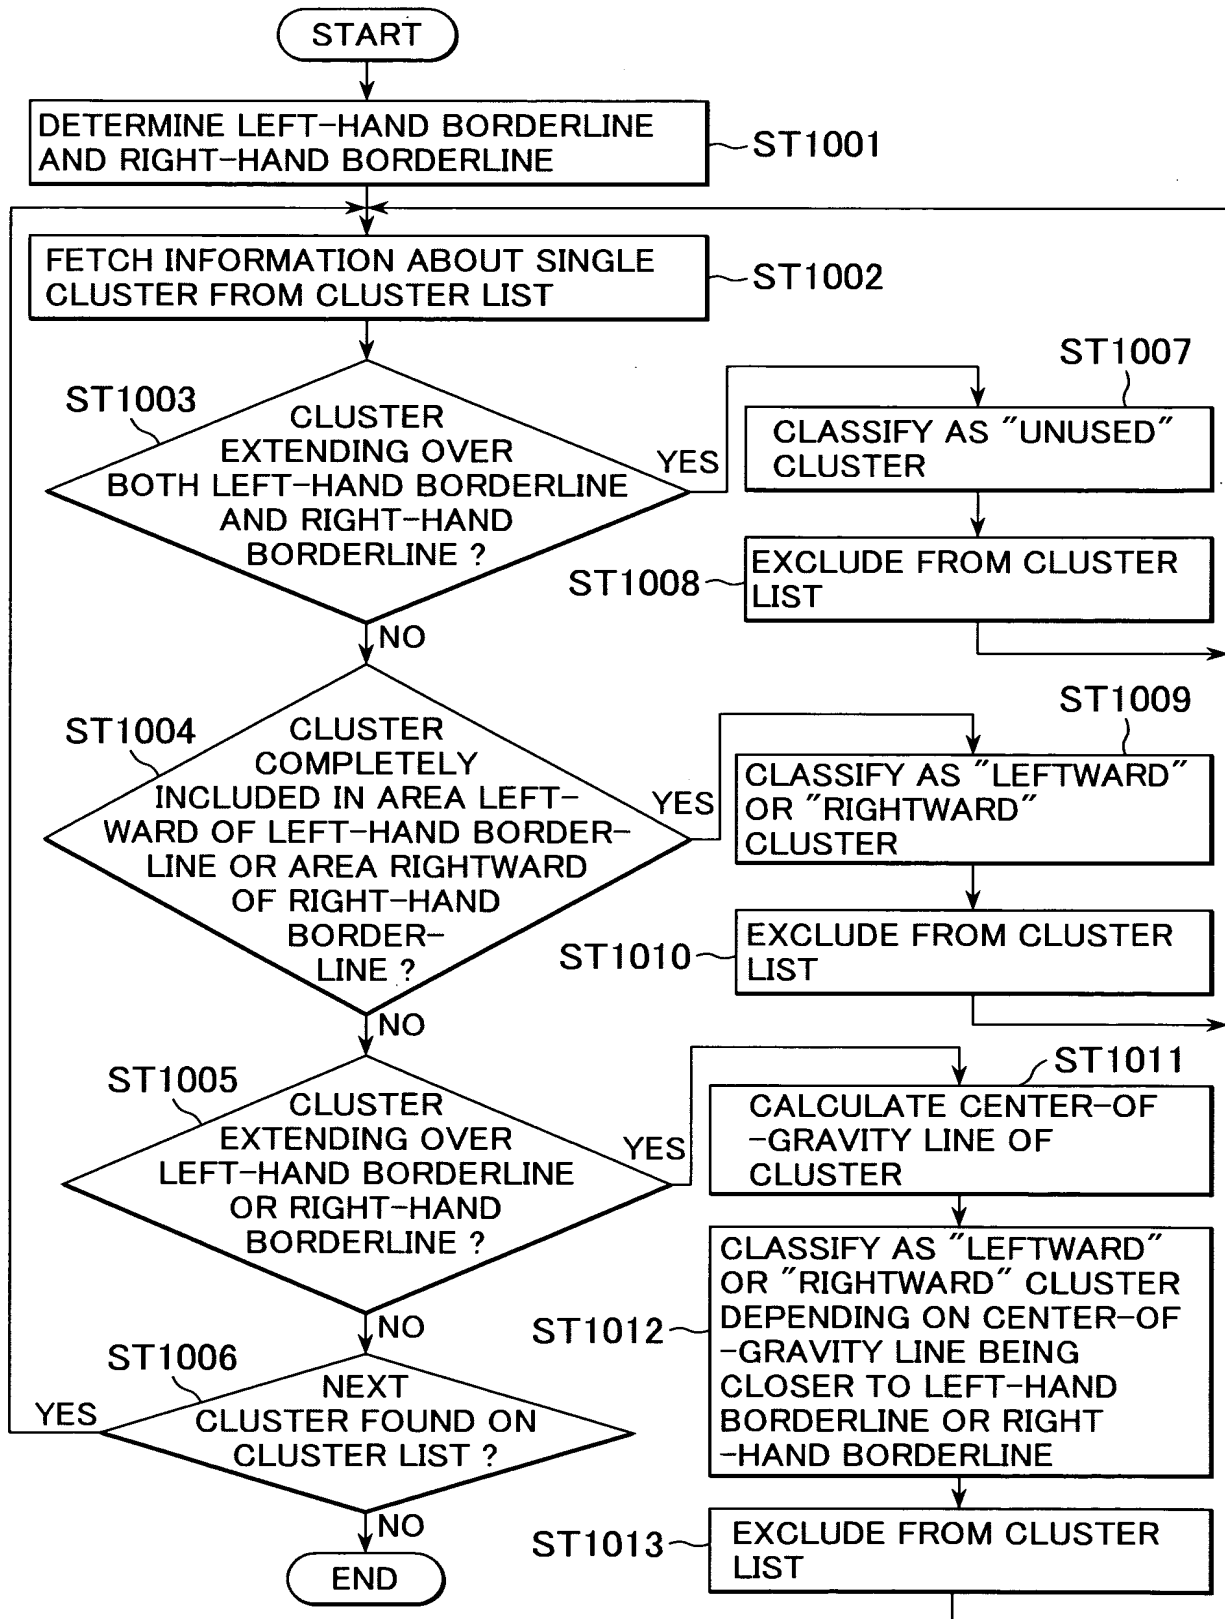 START
DETERMINE LEFT-HAND BORDERLINE
AND RIGHT-HAND BORDERLINE
ST1001
FETCH INFORMATION ABOUT SINGLE
CLUSTER FROM CLUSTER LIST
ST1002
ST1003
CLUSTER
EXTENDING OVER
BOTH LEFT-HAND BORDERLINE
AND RIGHT-HAND
BORDERLINE ?
YES
NO
ST1007
CLASSIFY AS "UNUSED"
CLUSTER
ST1008
EXCLUDE FROM CLUSTER
LIST
ST1004
CLUSTER
COMPLETELY
INCLUDED IN AREA LEFT-
WARD OF LEFT-HAND BORDER-
LINE OR AREA RIGHTWARD
OF RIGHT-HAND
BORDER-
LINE ?
YES
NO
ST1009
CLASSIFY AS "LEFTWARD"
OR "RIGHTWARD"
CLUSTER
ST1010
EXCLUDE FROM CLUSTER
LIST
ST1005
CLUSTER
EXTENDING OVER
LEFT-HAND BORDERLINE
OR RIGHT-HAND
BORDERLINE ?
YES
NO
ST1011
CALCULATE CENTER-OF
-GRAVITY LINE OF
CLUSTER
ST1012
CLASSIFY AS "LEFTWARD"
OR "RIGHTWARD" CLUSTER
DEPENDING ON CENTER-OF
-GRAVITY LINE BEING
CLOSER TO LEFT-HAND
BORDERLINE OR RIGHT
-HAND BORDERLINE
ST1006
YES
NEXT
CLUSTER FOUND ON
CLUSTER LIST ?
NO
ST1013
EXCLUDE FROM CLUSTER
LIST
END